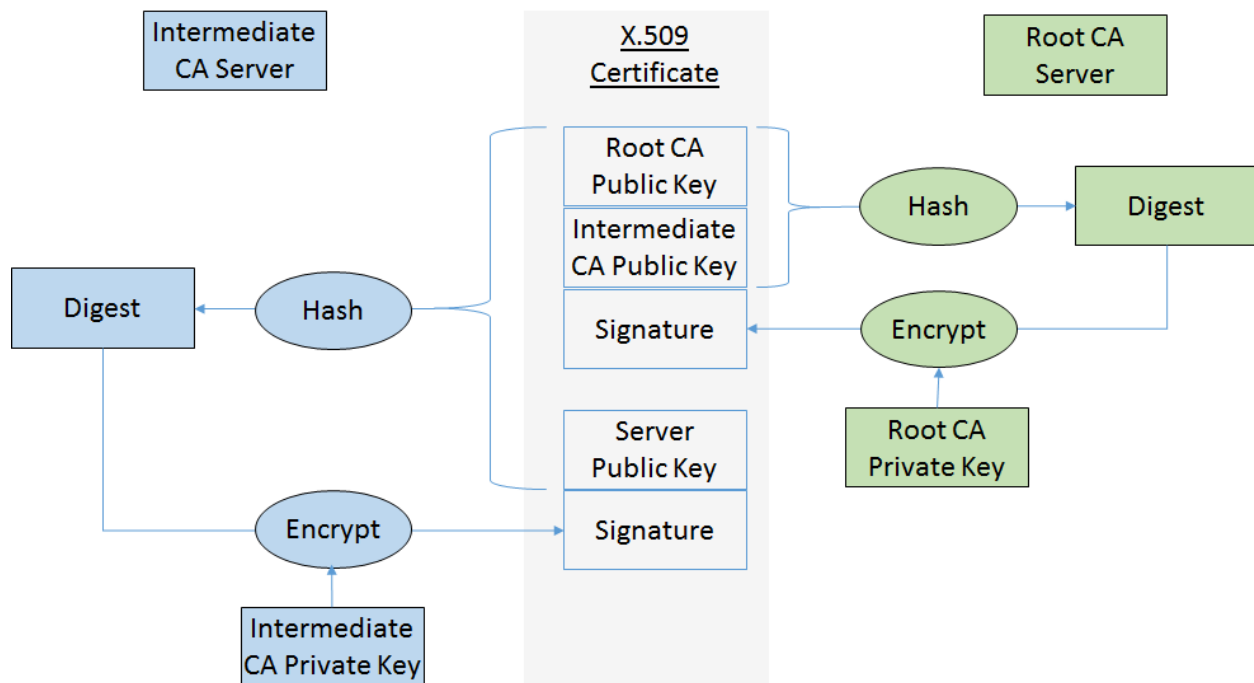 Intermediate
CA Server
X.509
Certificate
Root CA
Server
Root CA
Public Key
Hash
Digest
Intermediate
CA Public Key
Digest
Hash
Signature
Encrypt
Server
Public Key
Root CA
Private Key
Encrypt
Signature
Intermediate
CA Private Key